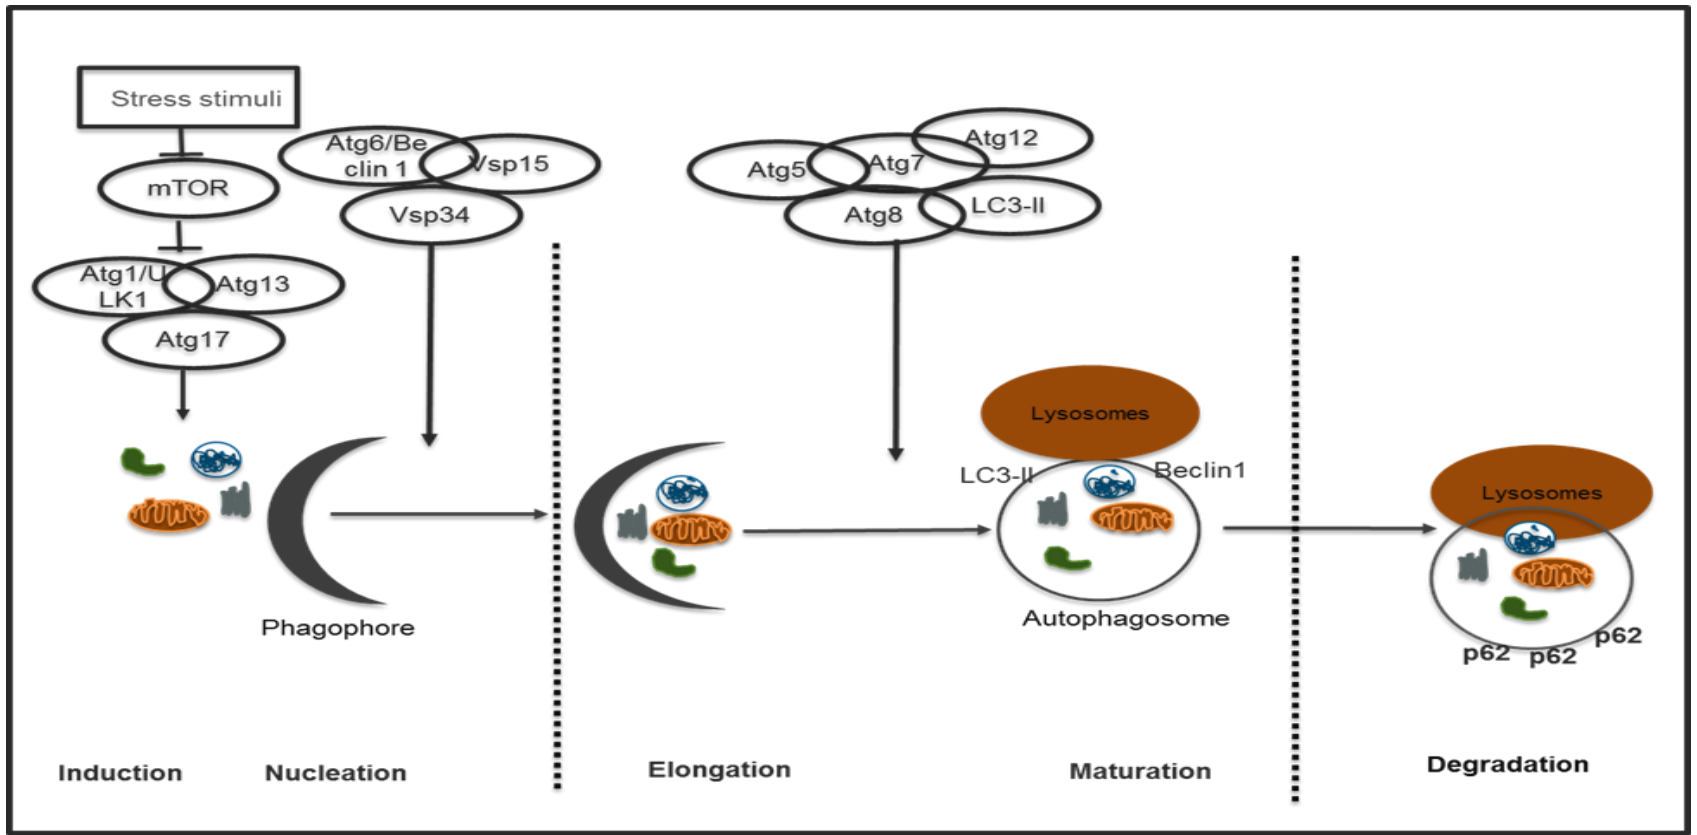 Stress stimuli
mTOR
Atg1/U
LK1
Atg13
Atg17
Atg6/Be
clin 1
Vsp15
Vsp34
Atg5
Atg7
Atg12
Atg8
LC3-II
Phagophore
Lysosomes
LC3-II
Beclin1
Autophagosome
Lysosomes
p62
p62
p62
Induction
Nucleation
Elongation
Maturation
Degradation